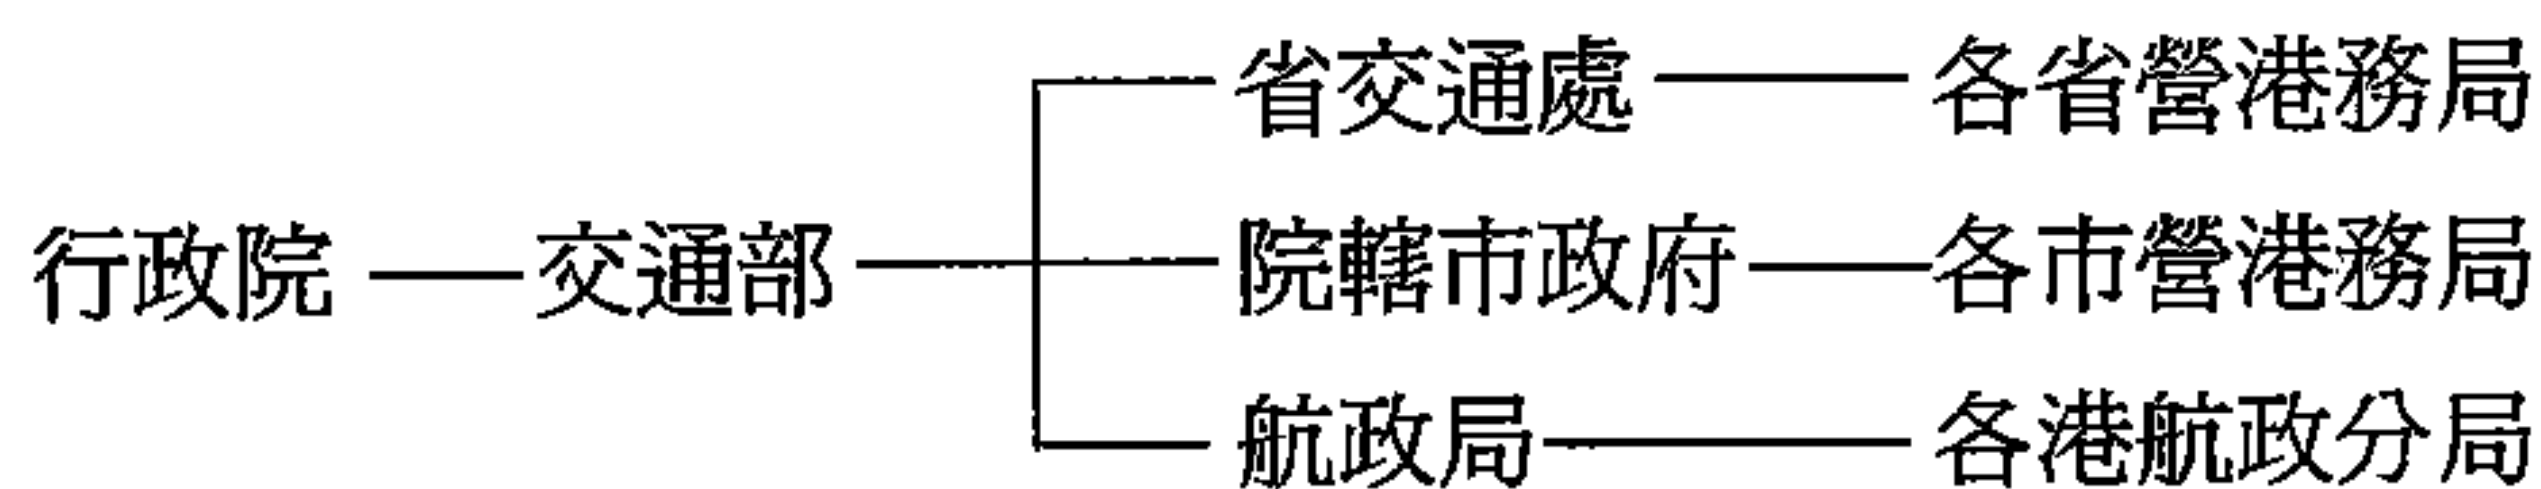 省交通處 各省營港務局
行政院 交通部 院轄市政府 各市營港務局
航政局 各港航政分局